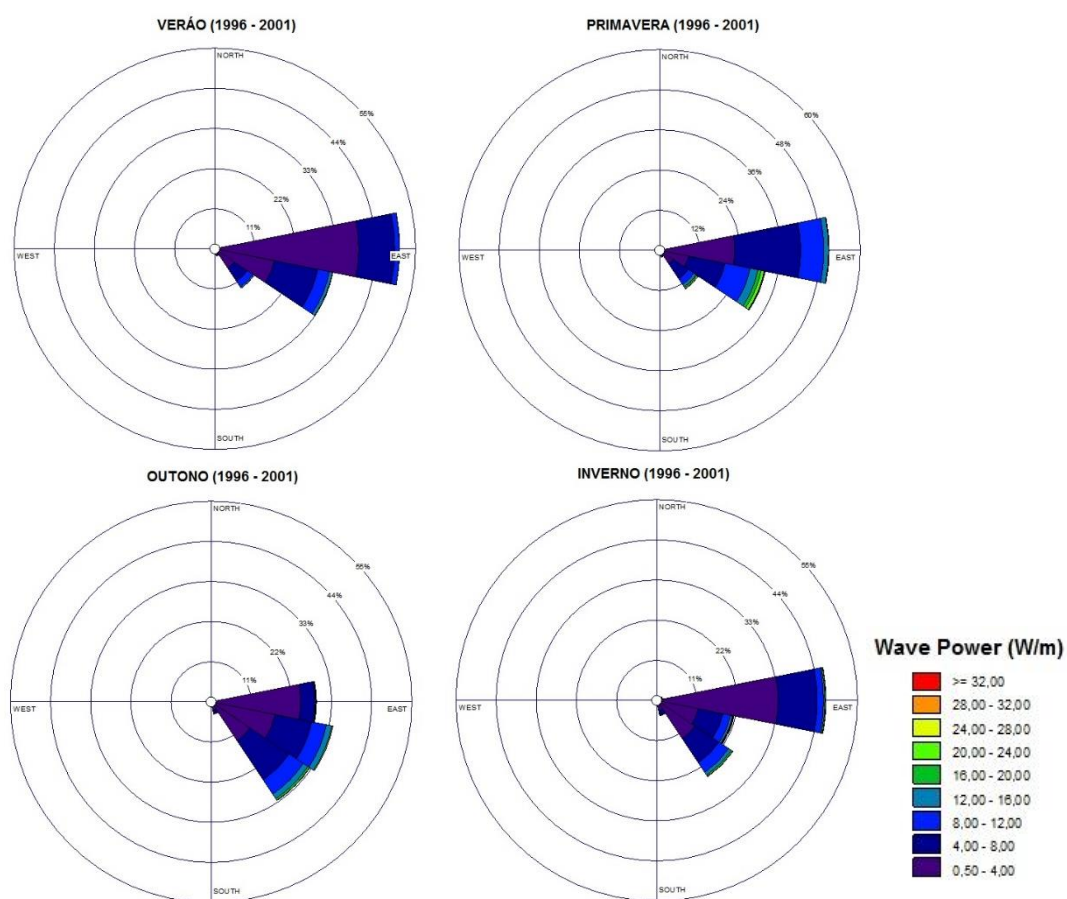 VERÁO (1996 - 2001)
NORTH
55%
44%
33%
22%
11%
WEST
EAST
SOUTH
PRIMAVERA (1996 - 2001)
NORTH
60%
48%
36%
24%
12%
WEST
EAST
SOUTH
OUTONO (1996 - 2001)
NORTH
55%
44%
33%
22%
11%
WEST
EAST
SOUTH
INVERNO (1996 - 2001)
NORTH
55%
44%
33%
22%
11%
WEST
EAST
SOUTH
Wave Power (W/m)
>= 32,00
28,00 - 32,00
24,00 - 28,00
20,00 - 24,00
16,00 - 20,00
12,00 - 16,00
8,00 - 12,00
4,00 - 8,00
0,50 - 4,00